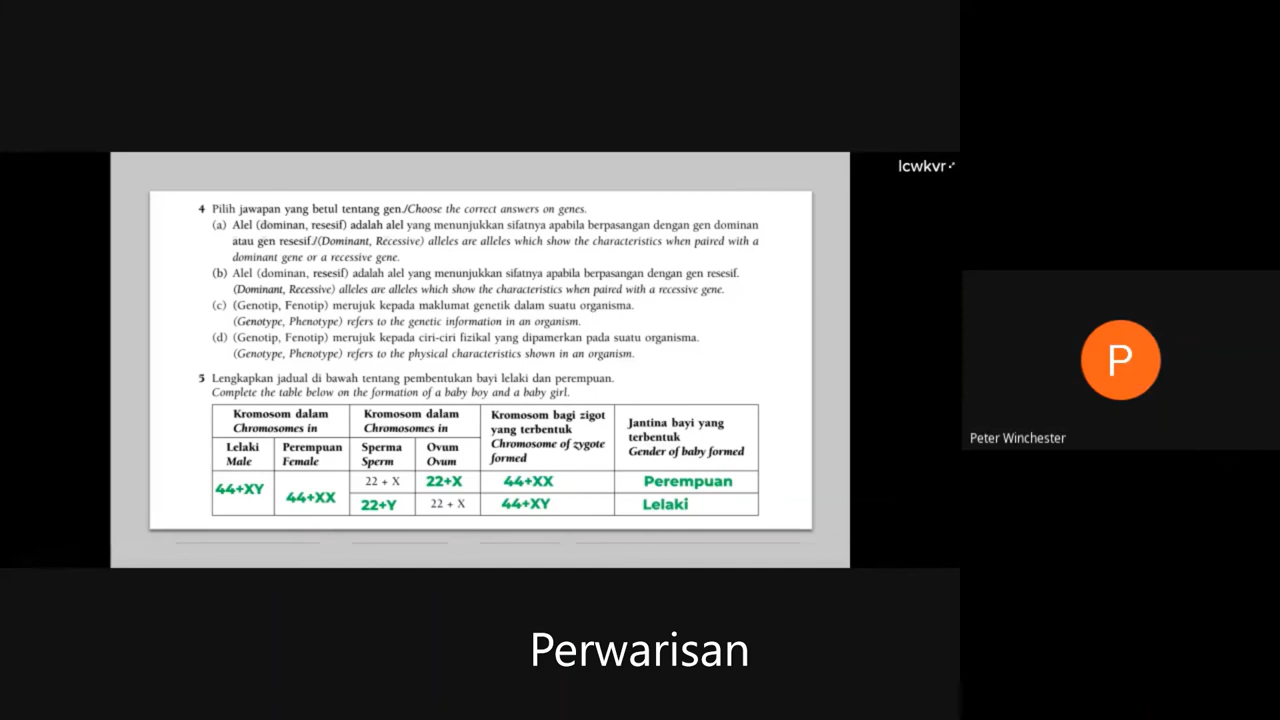 lcwkvr
4 Pilih jawapan yang betul tentang gen./Choose the correct answers on genes.
(a) Alel (dominan, resesif) adalah alel yang menunjukkan sifatnya apabila berpasangan dengan gen dominan
atau gen resesif./(Dominant, Recessive) alleles are alleles which show the characteristics when paired with a
dominant gene or a recessive gene.
(b) Alel (dominan, resesif) adalah alel yang menunjukkan sifatnya apabila berpasangan dengan gen resesif.
(Dominant, Recessive) alleles are alleles which show the characteristics when paired with a recessive gene.
(c) (Genotip, Fenotip) merujuk kepada maklumat genetik dalam suatu organisma.
(Genotype, Phenotype) refers to the genetic information in an organism.
(d) (Genotip, Fenotip) merujuk kepada ciri-ciri fizikal yang dipamerkan pada suatu organisma.
(Genotype, Phenotype) refers to the physical characteristics shown in an organism.
5 Lengkapkan jadual di bawah tentang pembentukan bayi lelaki dan perempuan.
Complete the table below on the formation of a baby boy and a baby girl.
Kromosom dalam
Chromosomes in
Kromosom dalam
Chromosomes in
Kromosom bagi zigot
yang terbentuk
Chromosome of zygote
formed
Jantina bayi yang
terbentuk
Gender of baby formed
Lelaki
Male
Perempuan
Female
Sperma
Sperm
Ovum
Ovum
44+XY
44+XX
22 + X
22+X
44+XX
Perempuan
22+Y
22 + X
44+XY
Lelaki
P
Peter Winchester
Perwarisan